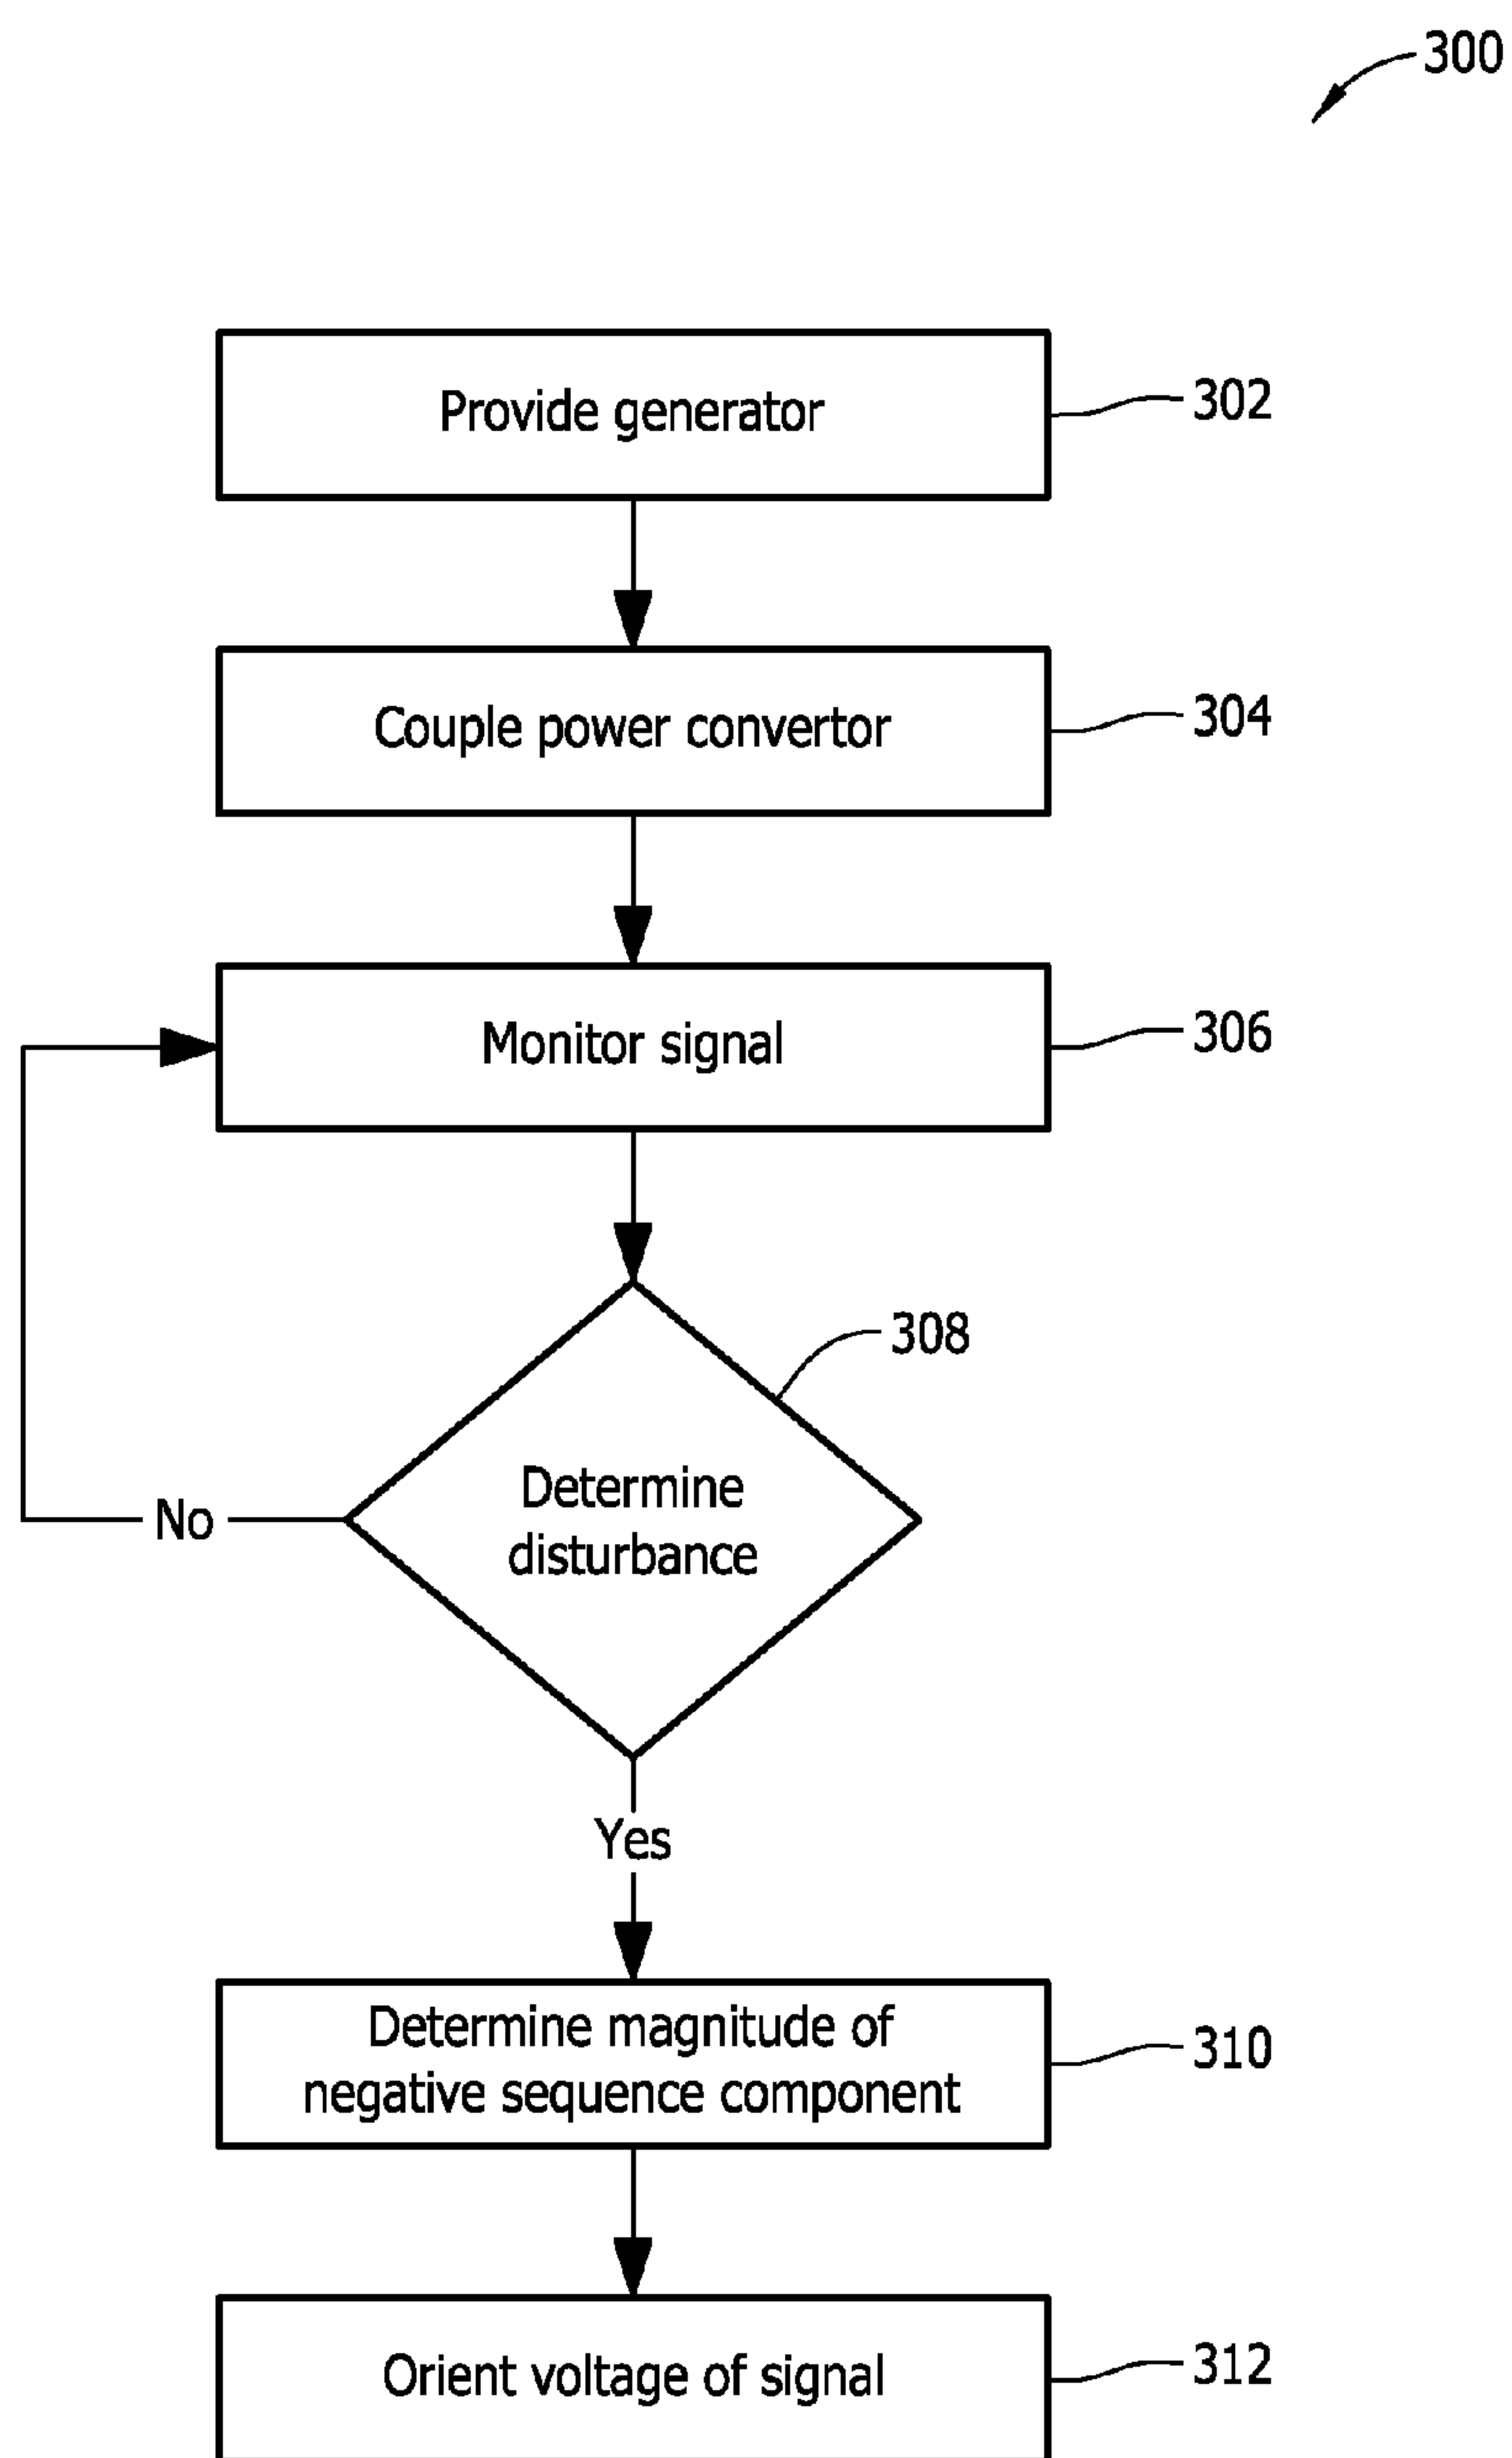 300
Provide generator
302
Couple power convertor
304
Monitor signal
306
308
Determine
disturbance
No
Yes
Determine magnitude of
negative sequence component
310
Orient voltage of signal
312